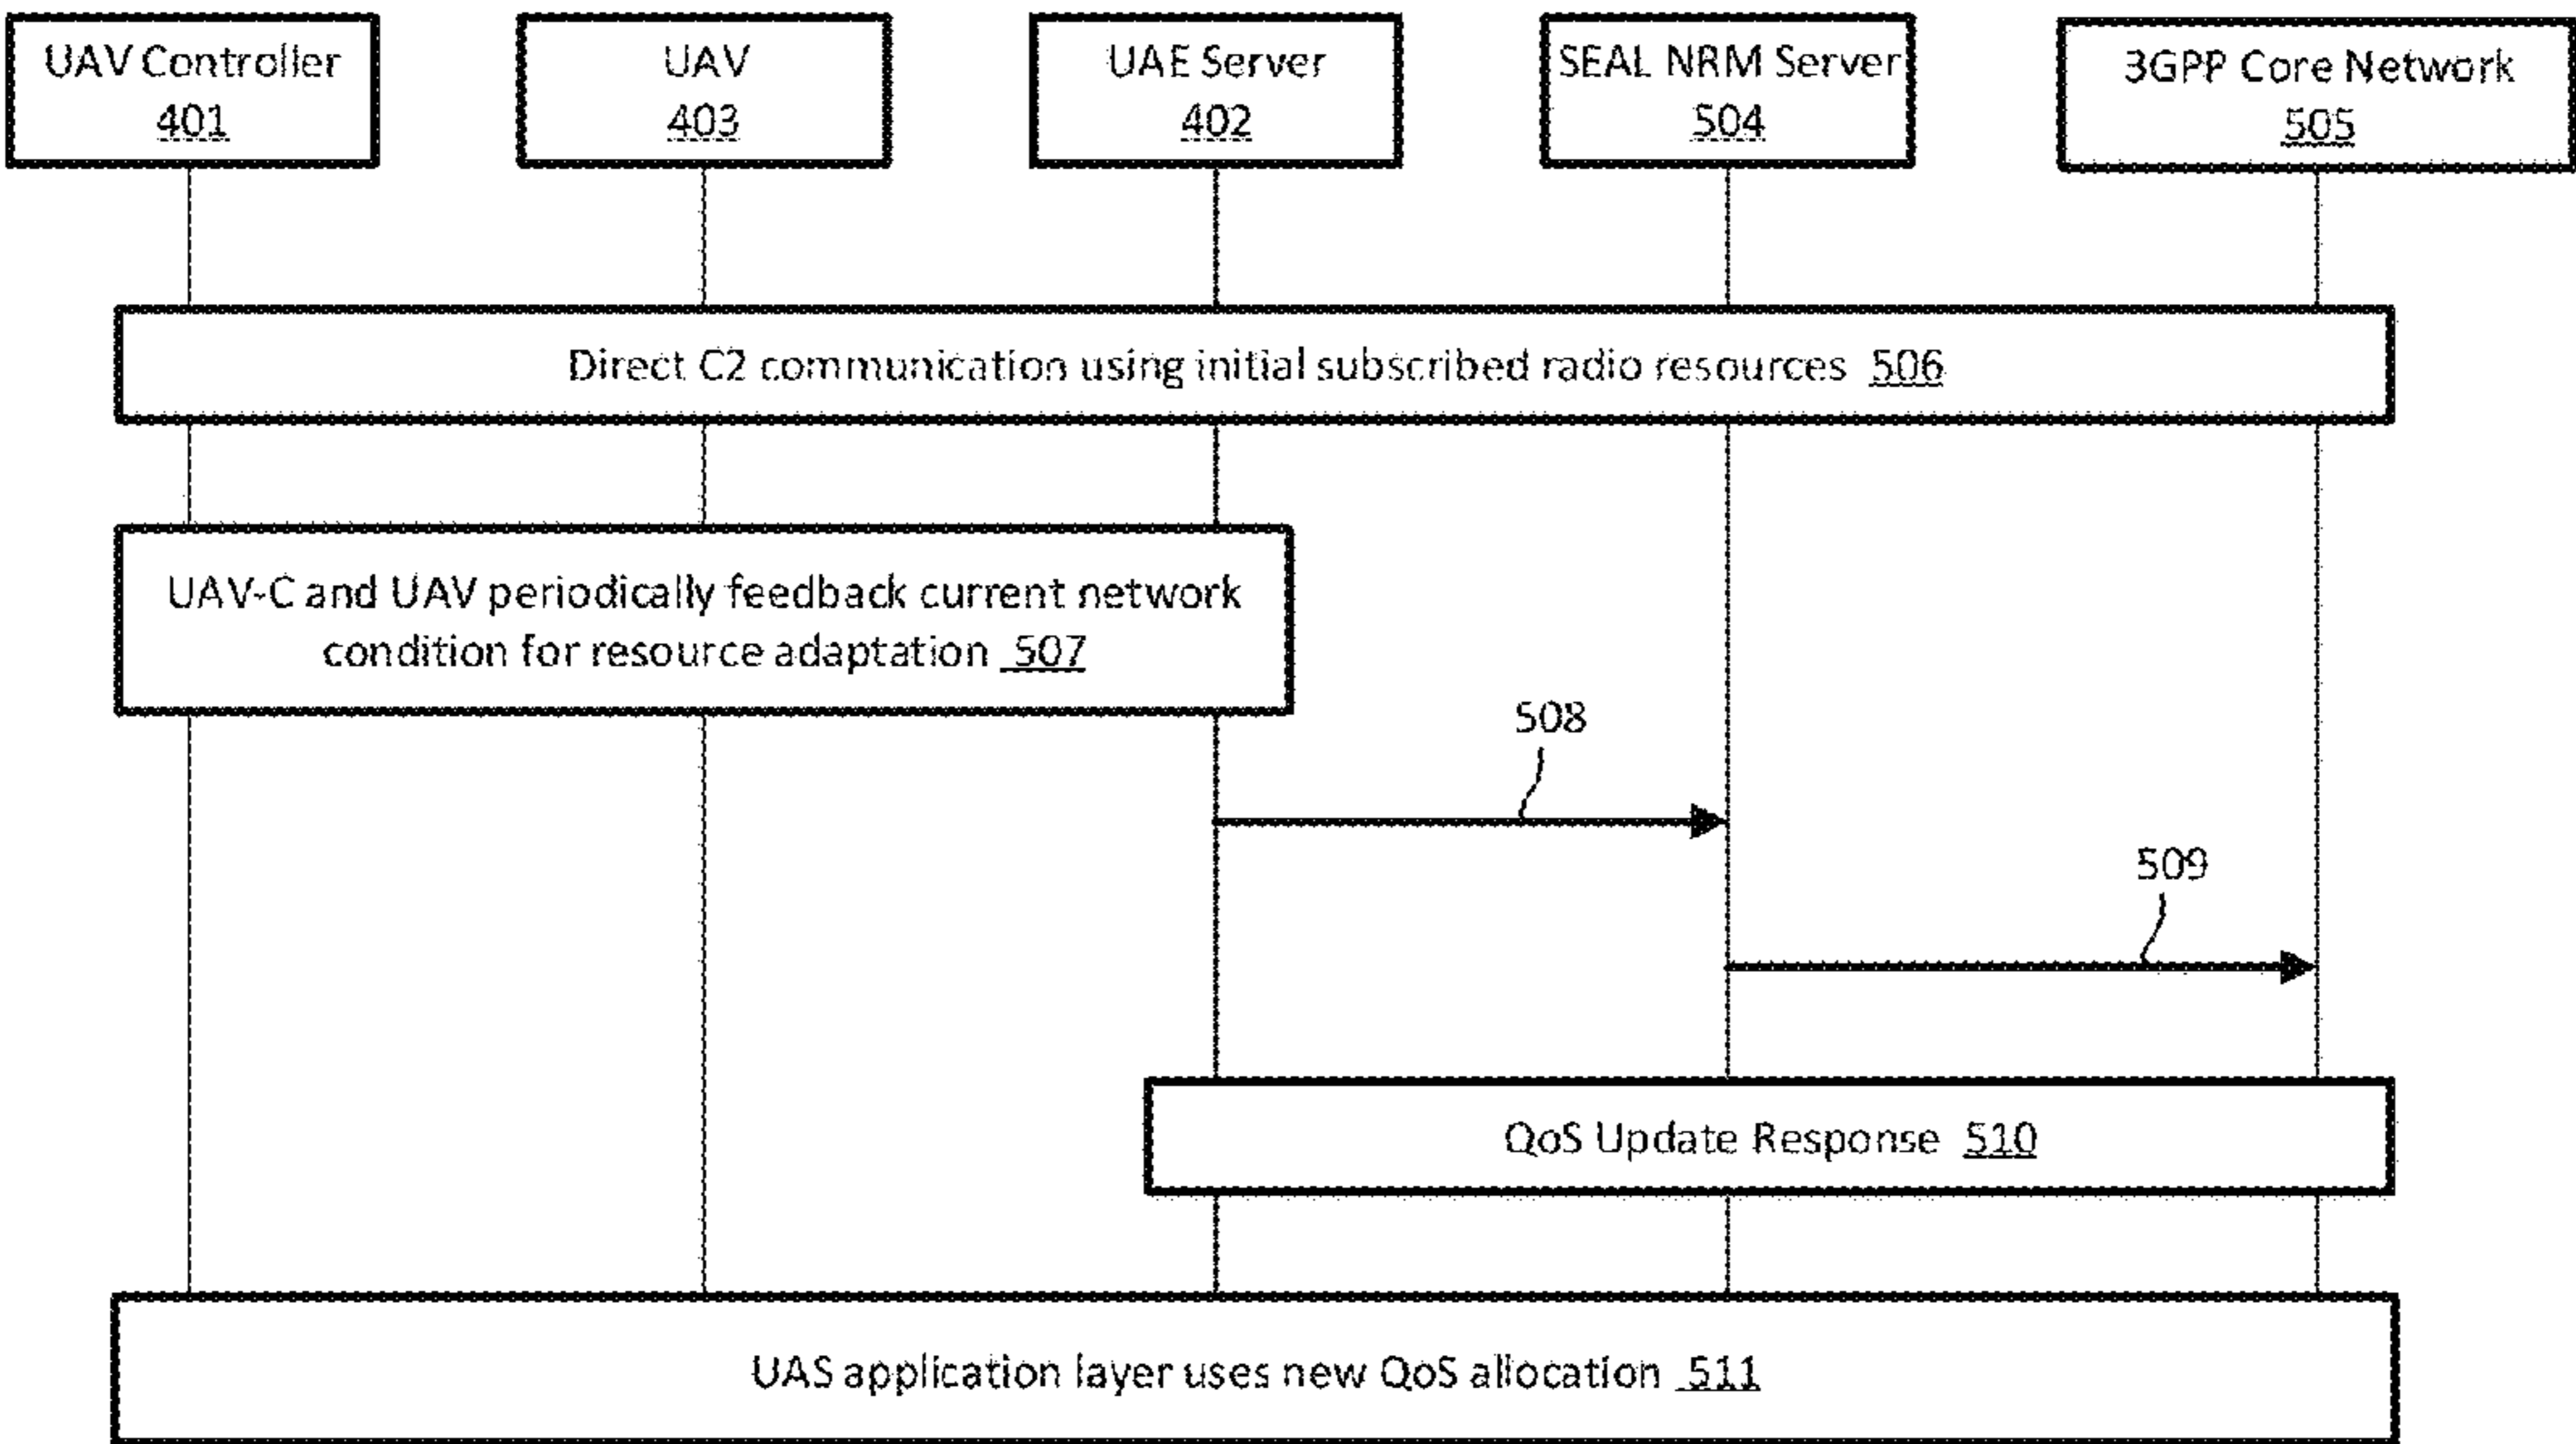 UAV Controller
401
UAV
403
UAE Server
402
SEAL NRM Server
504
3GPP Core Network
505
Direct C2 communication using initial subscribed radio resources 506
UAV-C and UAV periodically feedback current network
condition for resource adaptation 507
508
509
QoS Update Response 510
UAS application layer uses new QoS allocation 511